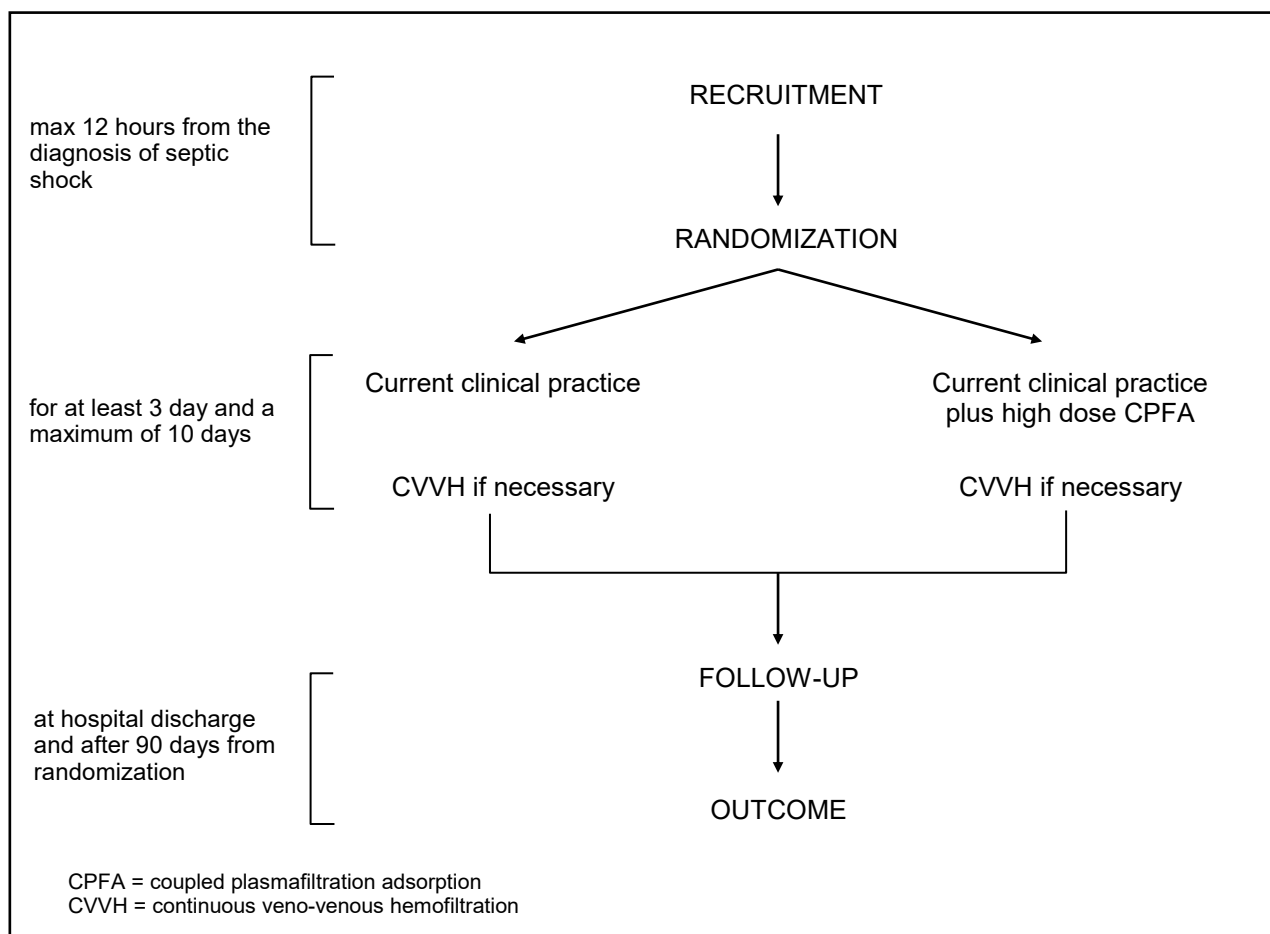 RECRUITMENT
max 12 hours from the
diagnosis of septic
shock
RANDOMIZATION
Current clinical practice
Current clinical practice
plus high dose CPFA
for at least 3 day and a
maximum of 10 days
CVVH if necessary
CVVH if necessary
FOLLOW-UP
at hospital discharge
and after 90 days from
randomization
OUTCOME
CPFA = coupled plasmafiltration adsorption
CVVH = continuous veno-venous hemofiltration